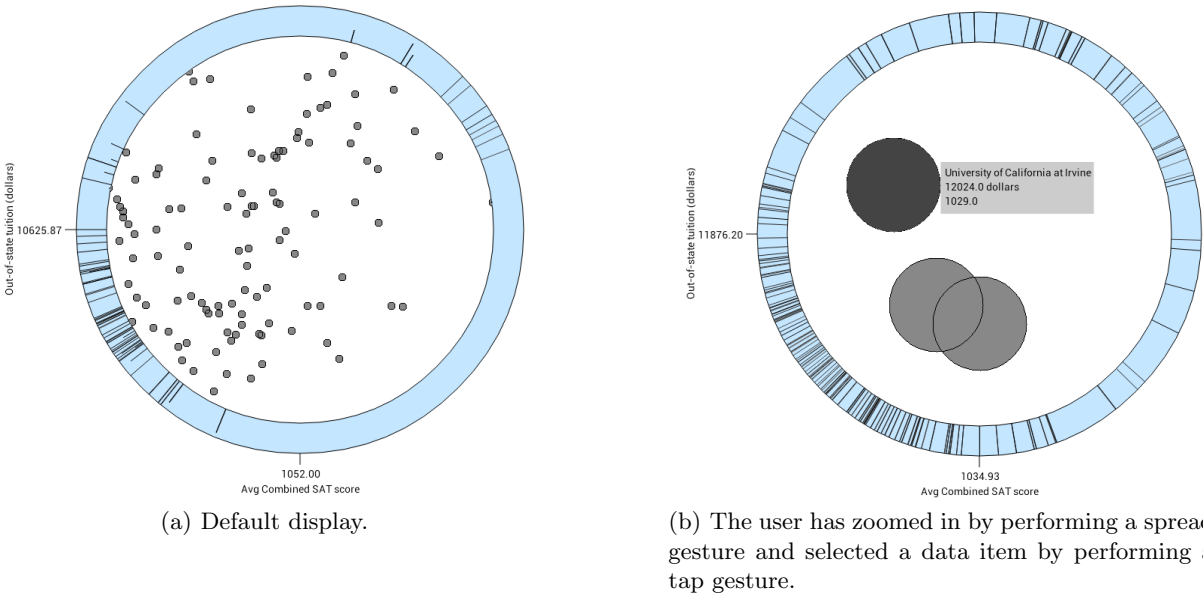 Out-of-state tuition (dollars)
10625.87
1052.00
Avg Combined SAT score
(a) Default display.
University of California at Irvine
12024.0 dollars
1029.0
Out-of-state tuition (dollars)
11876.20
1034.93
Avg Combined SAT score
(b) The user has zoomed in by performing a spread
gesture and selected a data item by performing a
tap gesture.